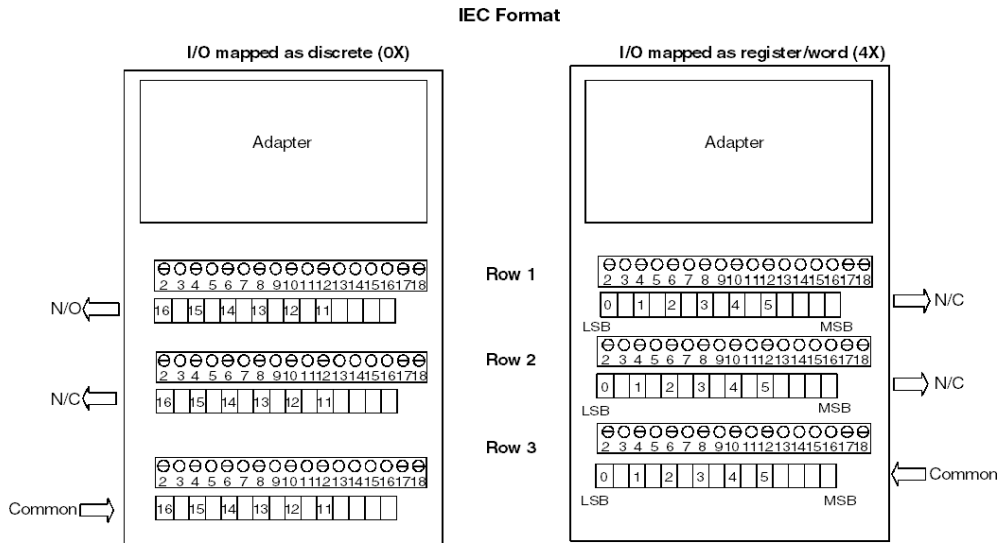 IEC Format
I/O mapped as discrete (0X)
I/O mapped as register/word (4X)
Adapter
Adapter
Row 1
2 3 4 5 6 7 8 9 10 11 12 13 14 15 16 17 18
N/O
16 15 14 13 12 11
2 3 4 5 6 7 8 9 10 11 12 13 14 15 16 17 18
0 1 2 3 4 5
N/C
LSB
MSB
Row 2
2 3 4 5 6 7 8 9 10 11 12 13 14 15 16 17 18
N/C
16 15 14 13 12 11
2 3 4 5 6 7 8 9 10 11 12 13 14 15 16 17 18
0 1 2 3 4 5
N/C
LSB
MSB
Row 3
2 3 4 5 6 7 8 9 10 11 12 13 14 15 16 17 18
Common
16 15 14 13 12 11
2 3 4 5 6 7 8 9 10 11 12 13 14 15 16 17 18
0 1 2 3 4 5
Common
LSB
MSB